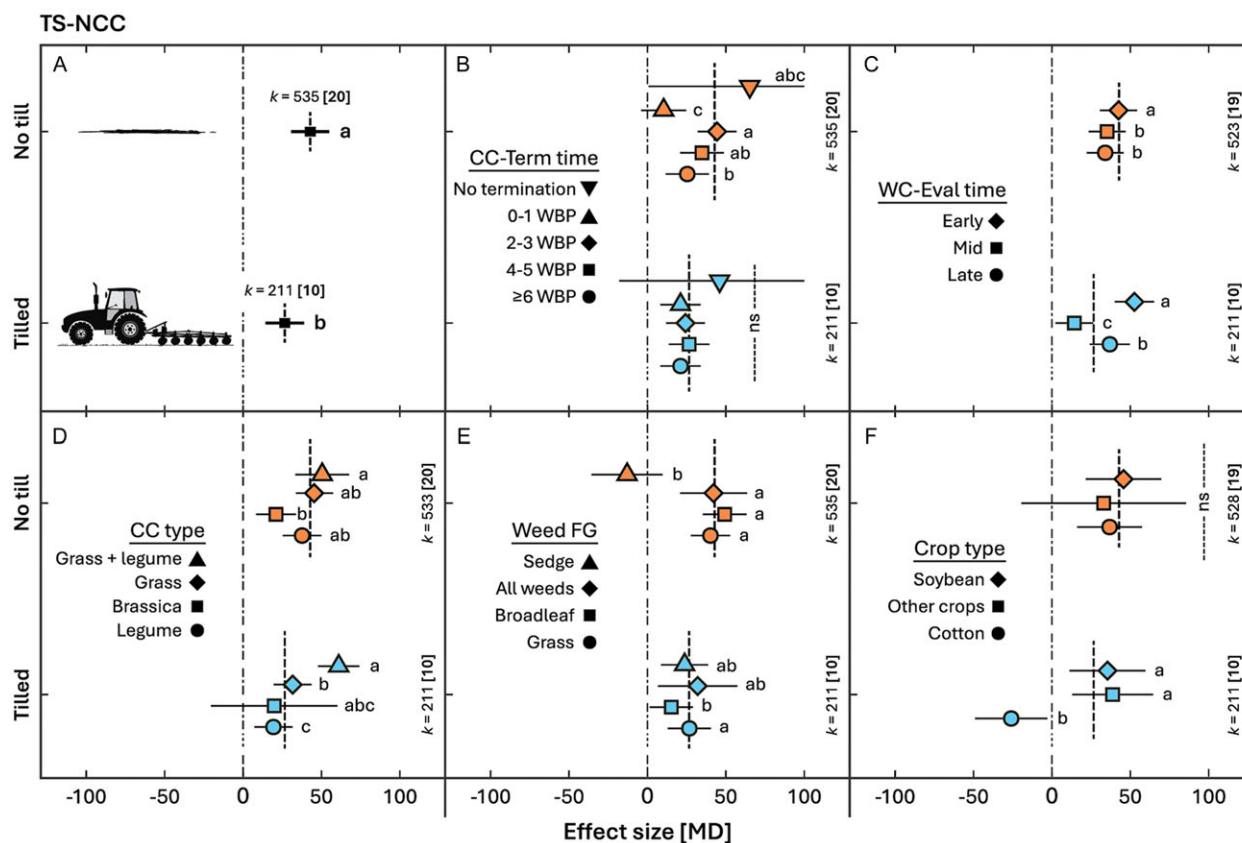 TS-NCC
A
No till
k = 535 [20]
a
Tilled
k = 211 [10]
b
B
abc
c
a
ab
b
CC-Term time
No termination
0-1 WBP
2-3 WBP
4-5 WBP
≥6 WBP
ns
k = 535 [20]
k = 211 [10]
C
a
b
b
WC-Eval time
Early
Mid
Late
a
c
b
k = 523 [19]
k = 211 [10]
D
No till
a
ab
b
ab
CC type
Grass + legume
Grass
Brassica
Legume
Tilled
a
b
abc
c
k = 533 [20]
k = 211 [10]
E
b
a
a
a
Weed FG
Sedge
All weeds
Broadleaf
Grass
ab
ab
b
a
k = 535 [20]
k = 211 [10]
F
ns
Crop type
Soybean
Other crops
Cotton
a
a
b
k = 528 [19]
k = 211 [10]
-100 -50 0 50 100
-100 -50 0 50 100
-100 -50 0 50 100
Effect size [MD]